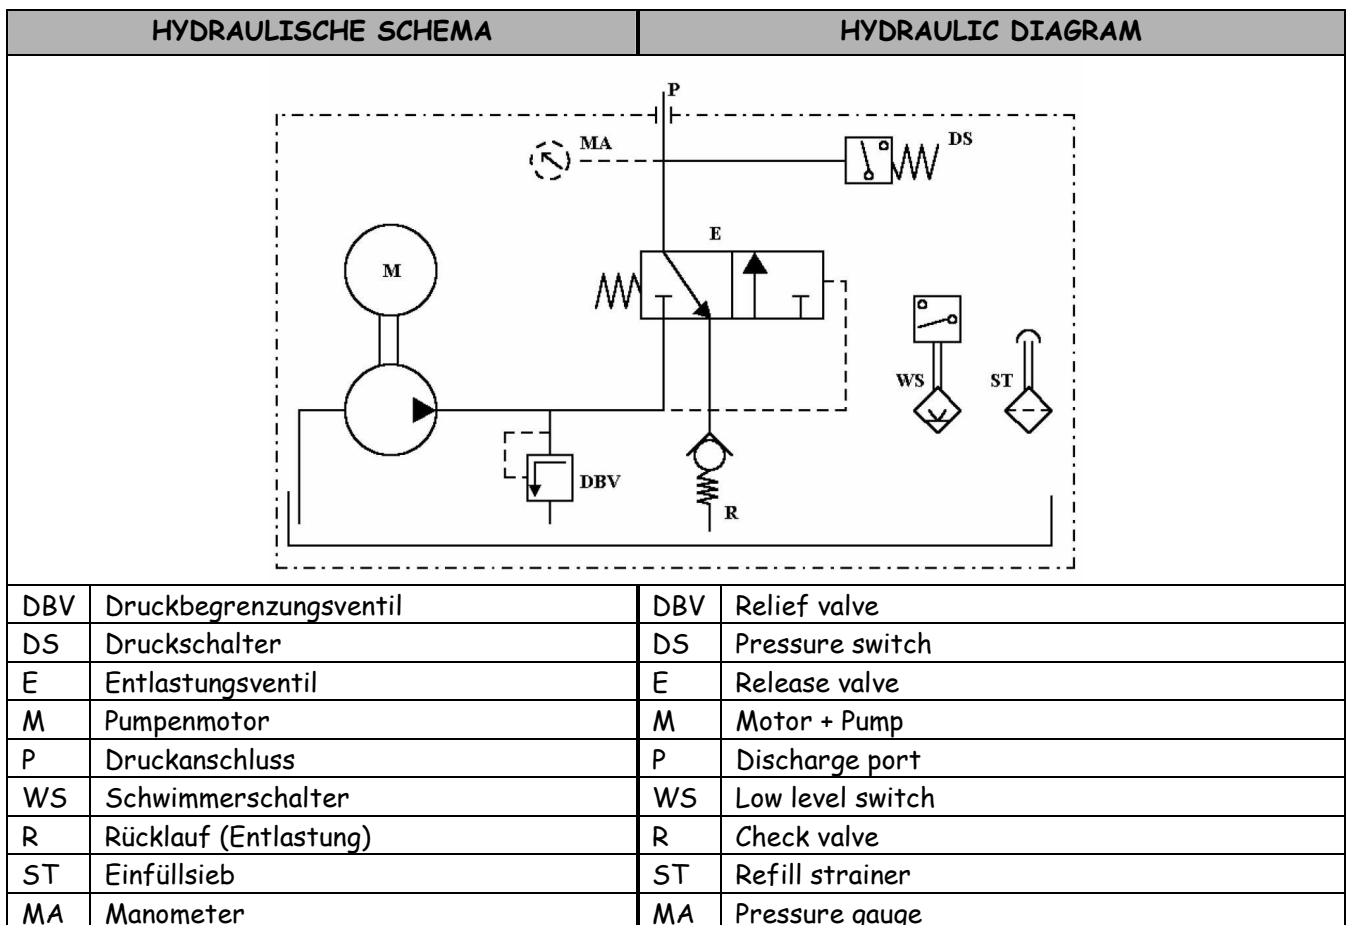 HYDRAULISCHE SCHEMA HYDRAULIC DIAGRAM
P
MA DS
E
M
WS ST
DBV
R
DBV Druckbegrenzungsventil DBV Relief valve
DS Druckschalter DS Pressure switch
E Entlastungsventil E Release valve
M Pumpenmotor M Motor + Pump
P Druckanschluss P Discharge port
WS Schwimmerschalter WS Low level switch
R Rücklauf (Entlastung) R Check valve
ST Einfüllsieb ST Refill strainer
MA Manometer MA Pressure gauge